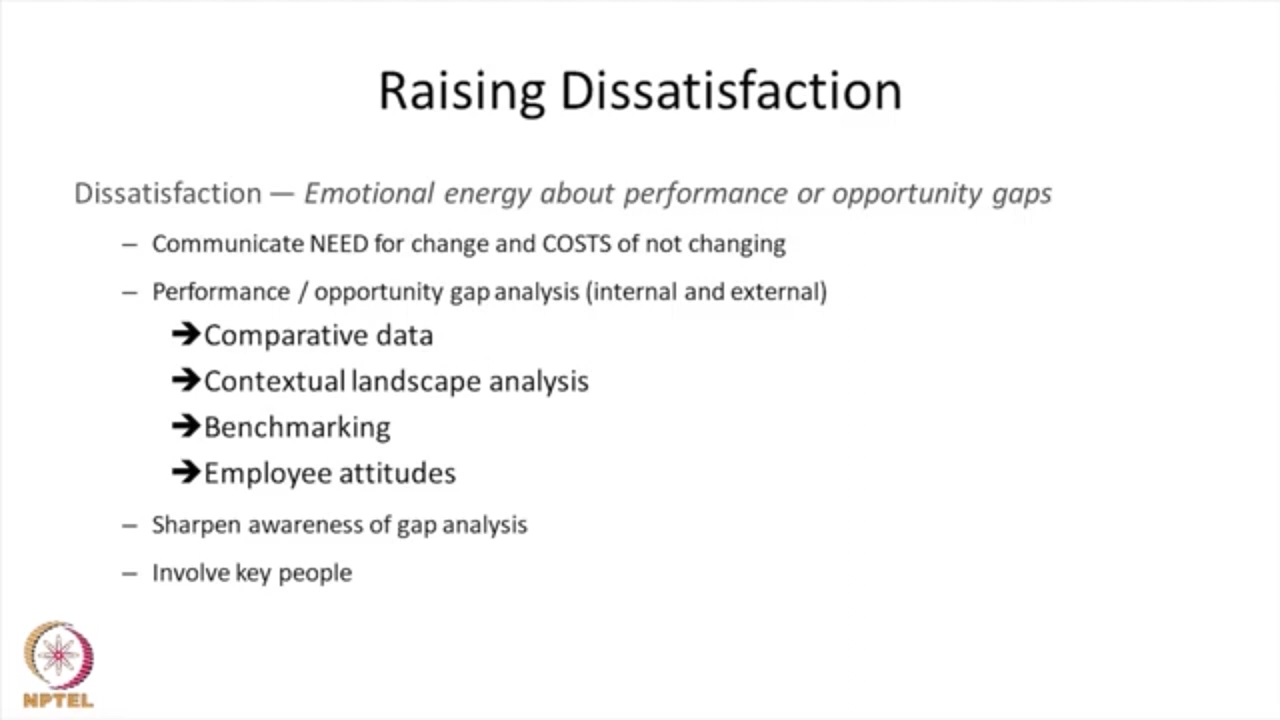 Raising Dissatisfaction
Dissatisfaction — Emotional energy about performance or opportunity gaps
– Communicate NEED for change and COSTS of not changing
– Performance / opportunity gap analysis (internal and external)
➔Comparative data
➔Contextual landscape analysis
➔Benchmarking
➔Employee attitudes
– Sharpen awareness of gap analysis
– Involve key people
NPTEL